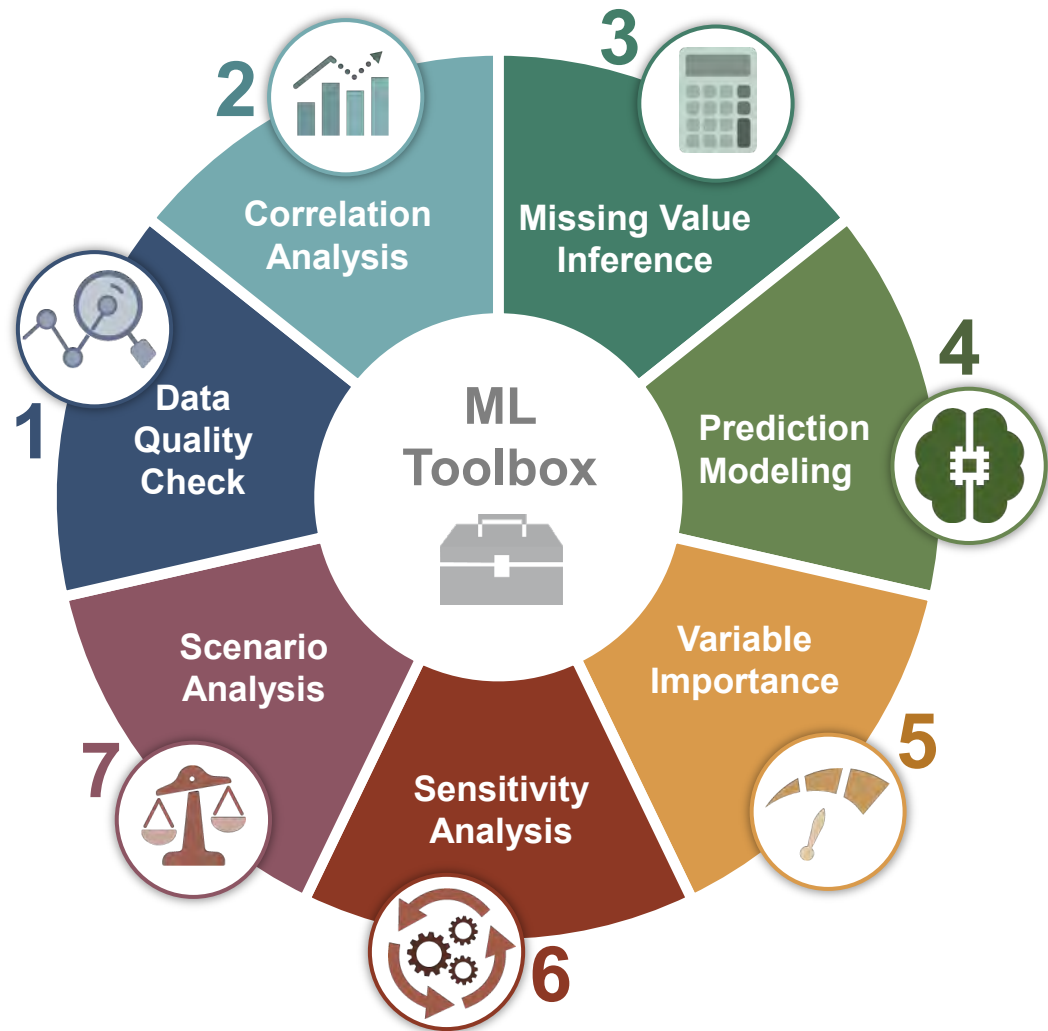 ML
Toolbox
1
Data
Quality
Check
2
Correlation
Analysis
3
Missing Value
Inference
4
Prediction
Modeling
5
Variable
Importance
6
Sensitivity
Analysis
7
Scenario
Analysis